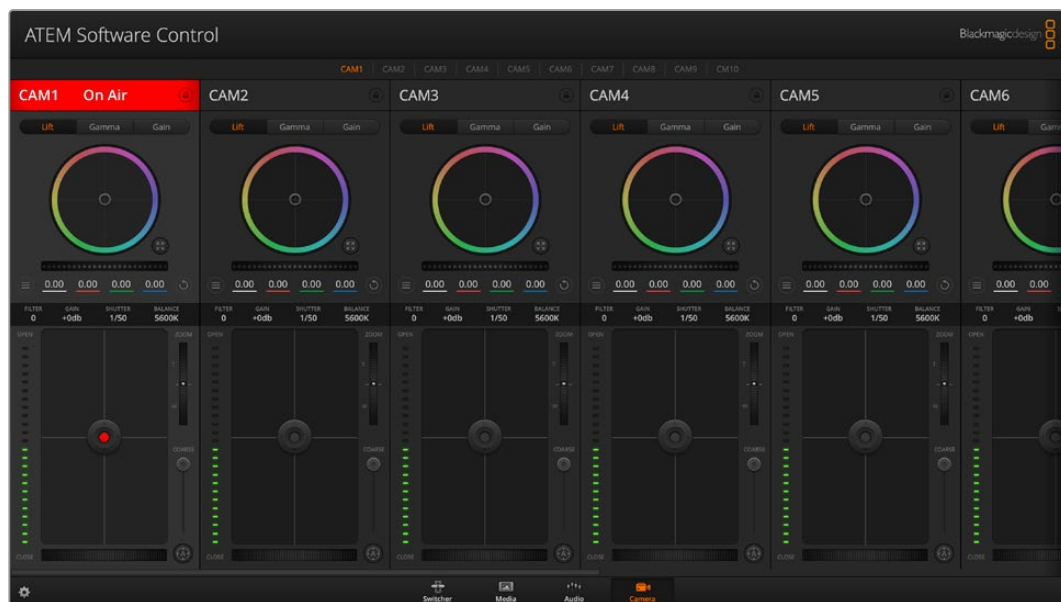 ATEM Software Control
Blackmagicdesign
CAM1 CAM2 CAM3 CAM4 CAM5 CAM6 CAM7 CAM8 CAM9 CM10
CAM1 On Air CAM2 CAM3 CAM4 CAM5 CAM6
Lift Gamma Gain Lift Gamma Gain Lift Gamma Gain Lift Gamma Gain Lift Gamma Gain Lift Gam
0.00 0.00 0.00 0.00 0.00 0.00 0.00 0.00 0.00 0.00 0.00 0.00 0.00 0.00 0.00 0.00 0.00 0.00 0.00 0.00 0.00 0.00
FILTER GAIN SHUTTER BALANCE FILTER GAIN SHUTTER BALANCE FILTER GAIN SHUTTER BALANCE FILTER GAIN SHUTTER BALANCE FILTER GAIN SHUTTER BALANCE FILTER GAIN
0 +0db 1/50 5600K 0 +0db 1/50 5600K 0 +0db 1/50 5600K 0 +0db 1/50 5600K 0 +0db 1/50 5600K 0 +0db
OPEN ZOOM OPEN ZOOM OPEN ZOOM OPEN ZOOM OPEN ZOOM OPEN
T T T T T
W W W W W
COARSE COARSE COARSE COARSE COARSE
CLOSE CLOSE CLOSE CLOSE CLOSE CLOSE
Switcher Media Audio Camera